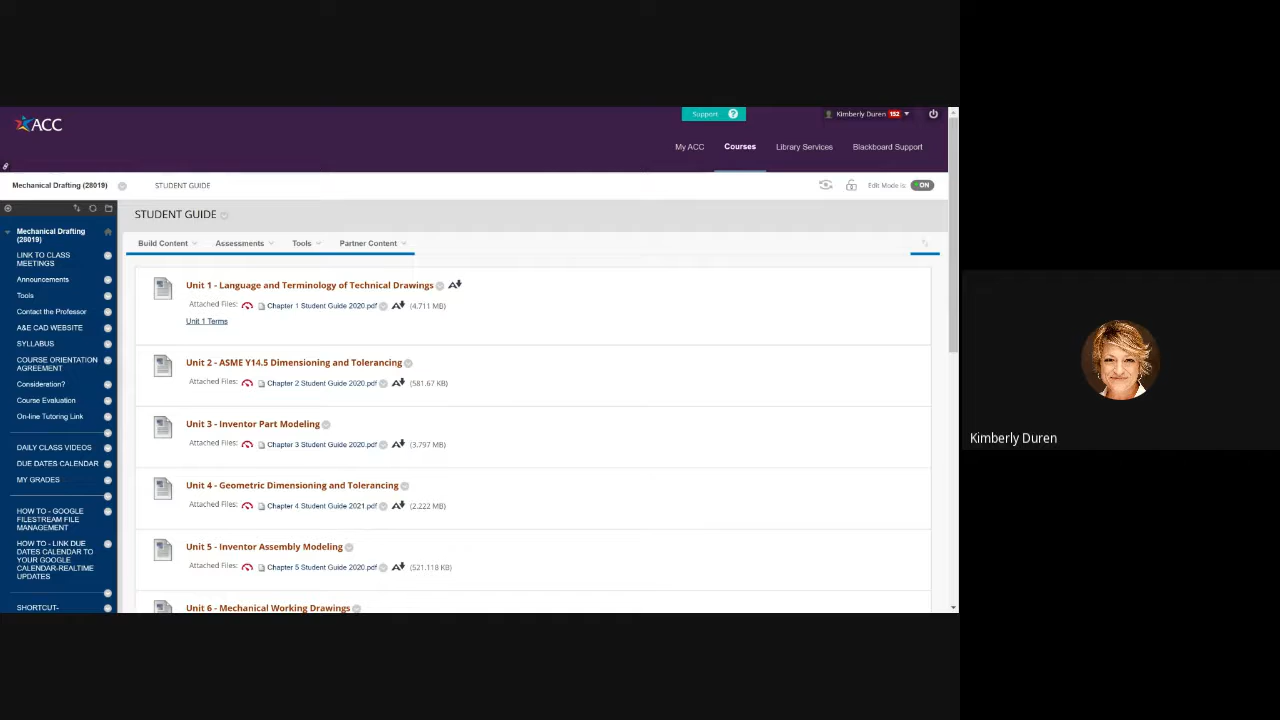 Support ?
Kimberly Duren 152
ACC
My ACC Courses Library Services Blackboard Support
Mechanical Drafting (28019) STUDENT GUIDE Edit Mode is: ON
Mechanical Drafting
(28019)
LINK TO CLASS
MEETINGS
Announcements
Tools
Contact the Professor
A&E CAD WEBSITE
SYLLABUS
COURSE ORIENTATION
AGREEMENT
Consideration?
Course Evaluation
On-line Tutoring Link
DAILY CLASS VIDEOS
DUE DATES CALENDAR
MY GRADES
HOW TO - GOOGLE
FILESTREAM FILE
MANAGEMENT
HOW TO - LINK DUE
DATES CALENDAR TO
YOUR GOOGLE
CALENDAR-REALTIME
UPDATES
SHORTCUT-
STUDENT GUIDE
Build Content Assessments Tools Partner Content
Unit 1 - Language and Terminology of Technical Drawings
Attached Files: Chapter 1 Student Guide 2020.pdf (4.711 MB)
Unit 1 Terms
Unit 2 - ASME Y14.5 Dimensioning and Tolerancing
Attached Files: Chapter 2 Student Guide 2020.pdf (581.67 KB)
Unit 3 - Inventor Part Modeling
Attached Files: Chapter 3 Student Guide 2020.pdf (3.797 MB)
Unit 4 - Geometric Dimensioning and Tolerancing
Attached Files: Chapter 4 Student Guide 2021.pdf (2.222 MB)
Unit 5 - Inventor Assembly Modeling
Attached Files: Chapter 5 Student Guide 2020.pdf (521.118 KB)
Unit 6 - Mechanical Working Drawings
Kimberly Duren